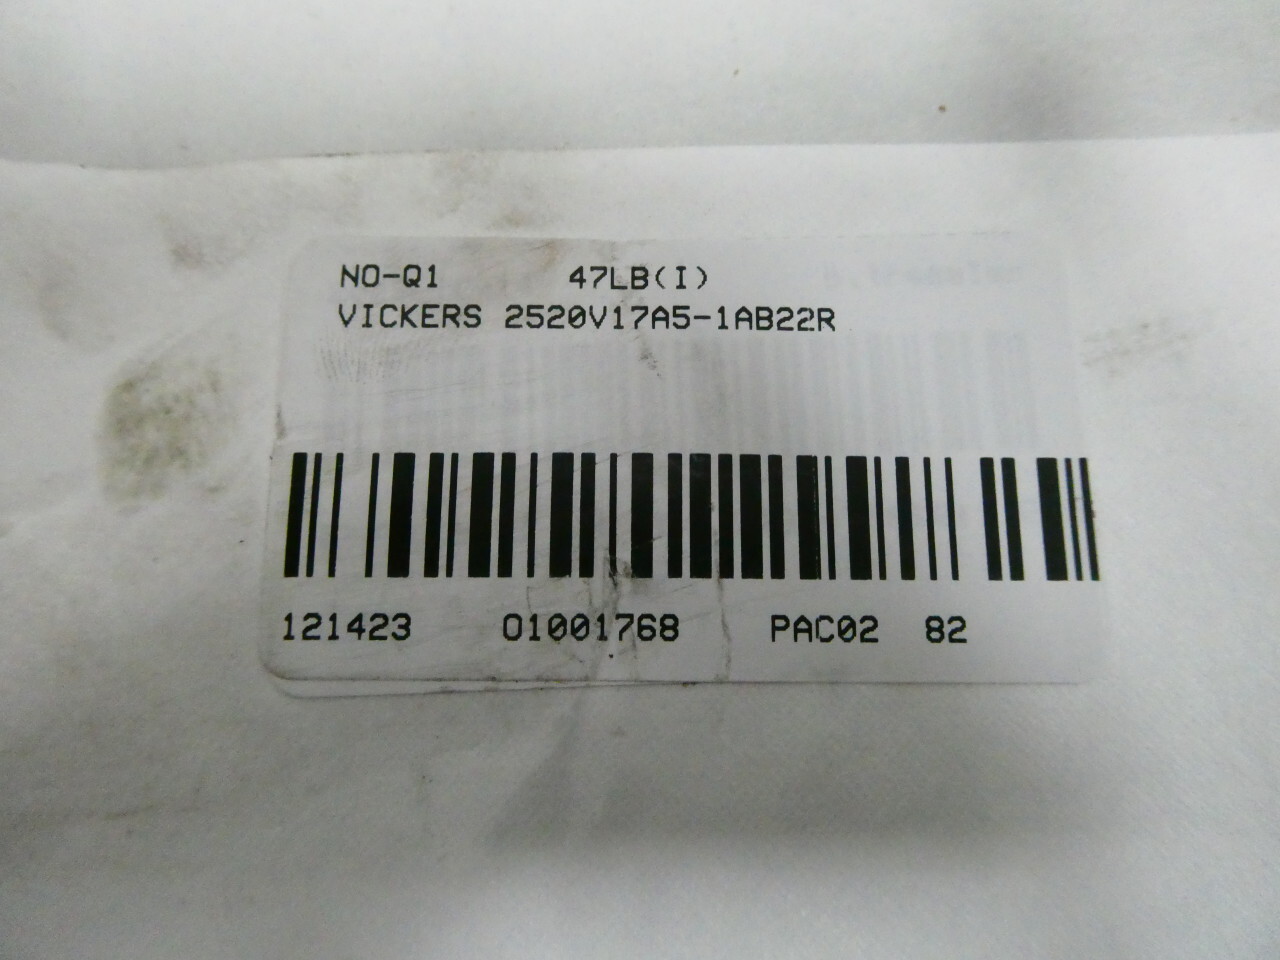 NO-Q1 47LB(I)
VICKERS 2520V17A5-1AB22R
121423 01001768 PAC02 82